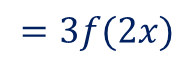 = 3f(2x)